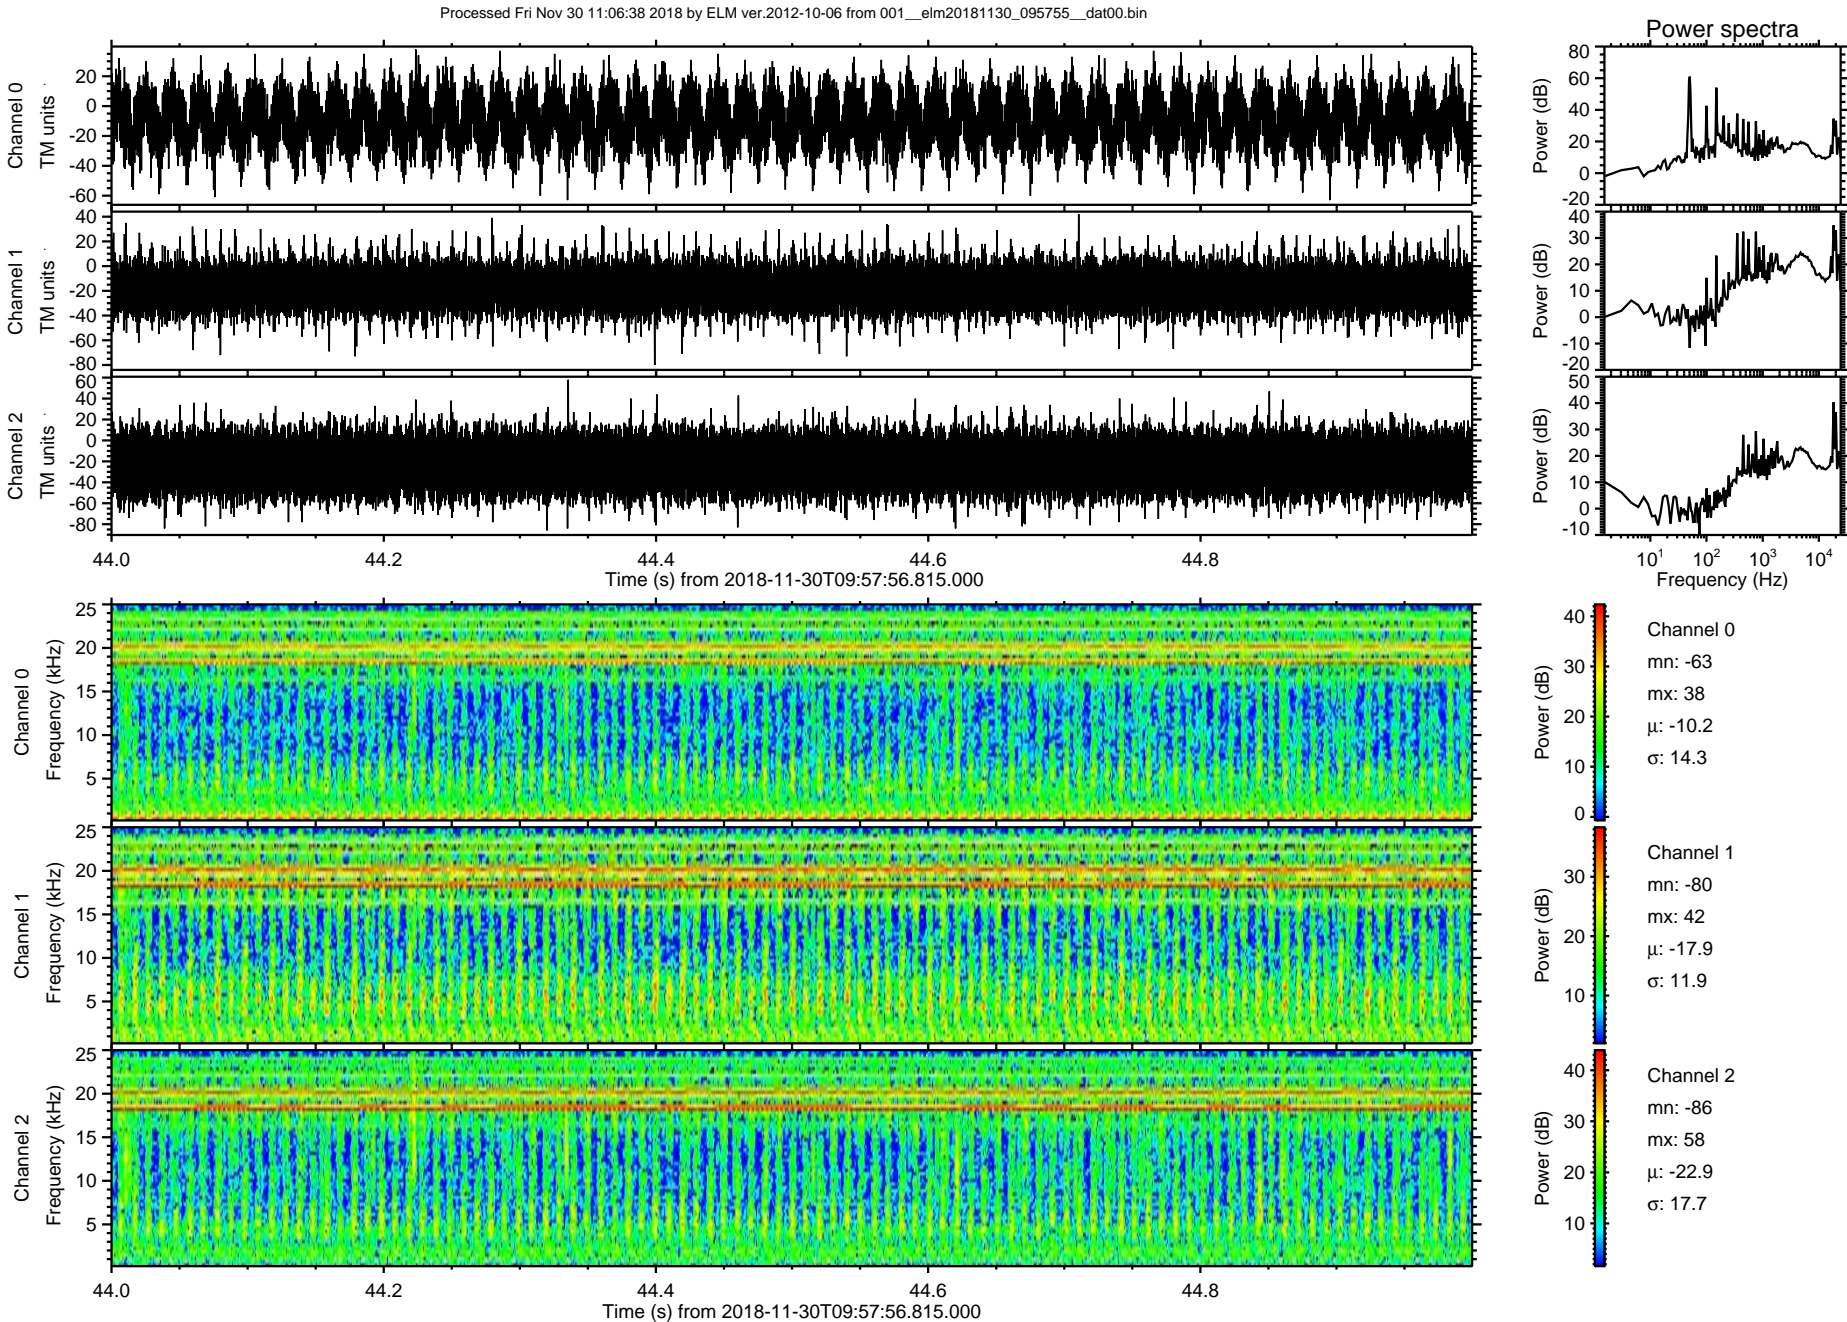 Processed Fri Nov 30 11:06:38 2018 by ELM ver.2012-10-06 from 001__elm20181130_095755__dat00.bin
Power spectra
Channel 0
TM units
20
0
-20
-40
-60
Power (dB)
80
60
40
20
0
-20
Channel 1
TM units
40
20
0
-20
-40
-60
-80
Power (dB)
40
30
20
10
0
-10
-20
Channel 2
TM units
60
40
20
0
-20
-40
-60
-80
Power (dB)
50
40
30
20
10
0
-10
44.0 44.2 44.4 44.6 44.8
Time (s) from 2018-11-30T09:57:56.815.000
10^1 10^2 10^3 10^4
Frequency (Hz)
Channel 0
Frequency (kHz)
25
20
15
10
5
Power (dB)
40
30
20
10
0
Channel 0
mn: -63
mx: 38
μ: -10.2
σ: 14.3
Channel 1
Frequency (kHz)
25
20
15
10
5
Power (dB)
30
20
10
Channel 1
mn: -80
mx: 42
μ: -17.9
σ: 11.9
Channel 2
Frequency (kHz)
25
20
15
10
5
Power (dB)
40
30
20
10
Channel 2
mn: -86
mx: 58
μ: -22.9
σ: 17.7
44.0 44.2 44.4 44.6 44.8
Time (s) from 2018-11-30T09:57:56.815.000